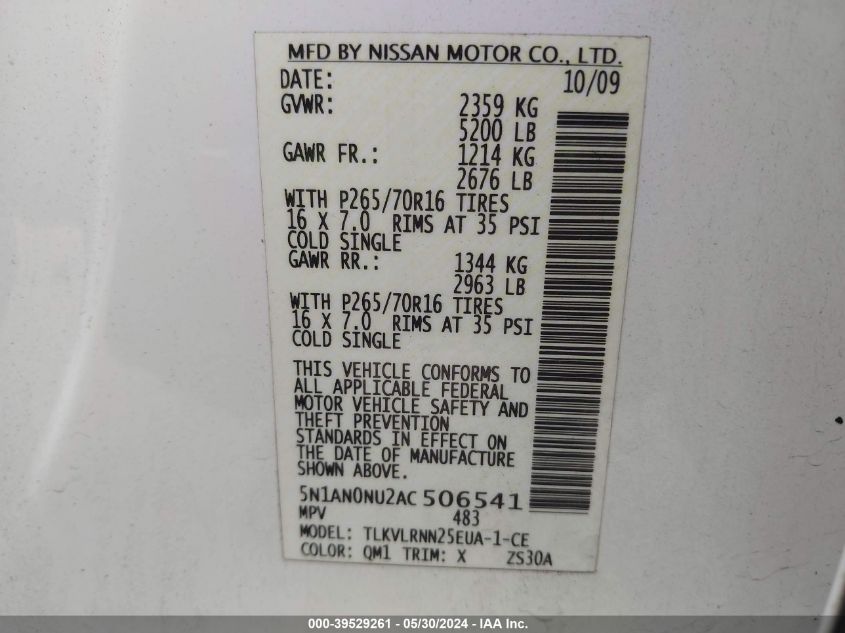 MFD BY NISSAN MOTOR CO., LTD.
DATE: 10/09
GVWR: 2359 KG
5200 LB
GAWR FR.: 1214 KG
2676 LB
WITH P265/70R16 TIRES
16 X 7.0 RIMS AT 35 PSI
COLD SINGLE
GAWR RR.: 1344 KG
2963 LB
WITH P265/70R16 TIRES
16 X 7.0 RIMS AT 35 PSI
COLD SINGLE
THIS VEHICLE CONFORMS TO
ALL APPLICABLE FEDERAL
MOTOR VEHICLE SAFETY AND
THEFT PREVENTION
STANDARDS IN EFFECT ON
THE DATE OF MANUFACTURE
SHOWN ABOVE.
5N1AN0NU2AC 506541
MPV 483
MODEL: TLKVLRNN25EUA-1-CE
COLOR: QM1 TRIM: X ZS30A
000-39529261 - 05/30/2024 - IAA Inc.